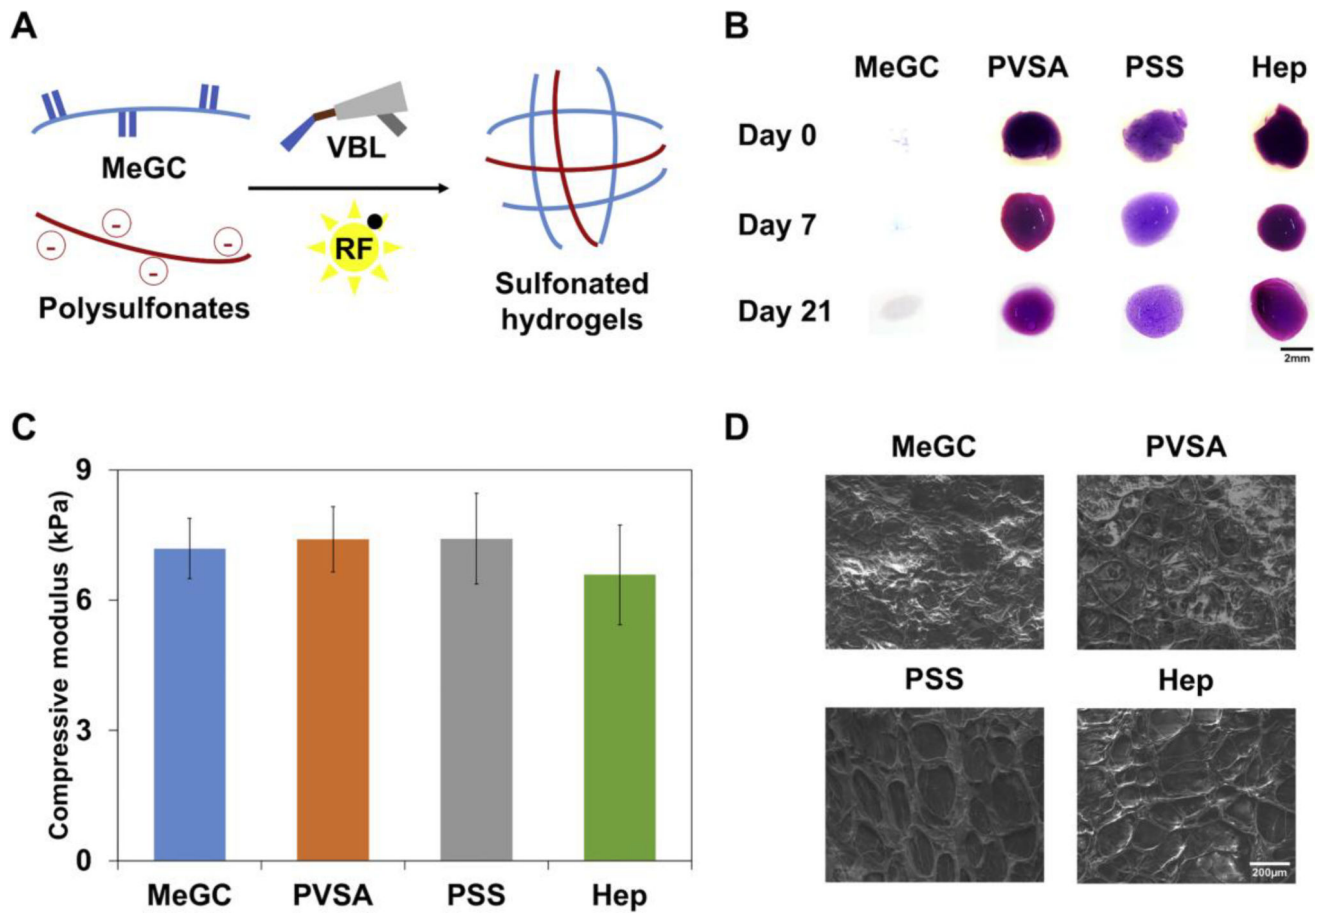 A
MeGC
VBL
RF
- - - -
Polysulfonates
Sulfonated
hydrogels
B
MeGC PVSA PSS Hep
Day 0
Day 7
Day 21
2mm
C
Compressive modulus (kPa)
9
6
3
0
MeGC PVSA PSS Hep
D
MeGC PVSA
PSS Hep
200μm